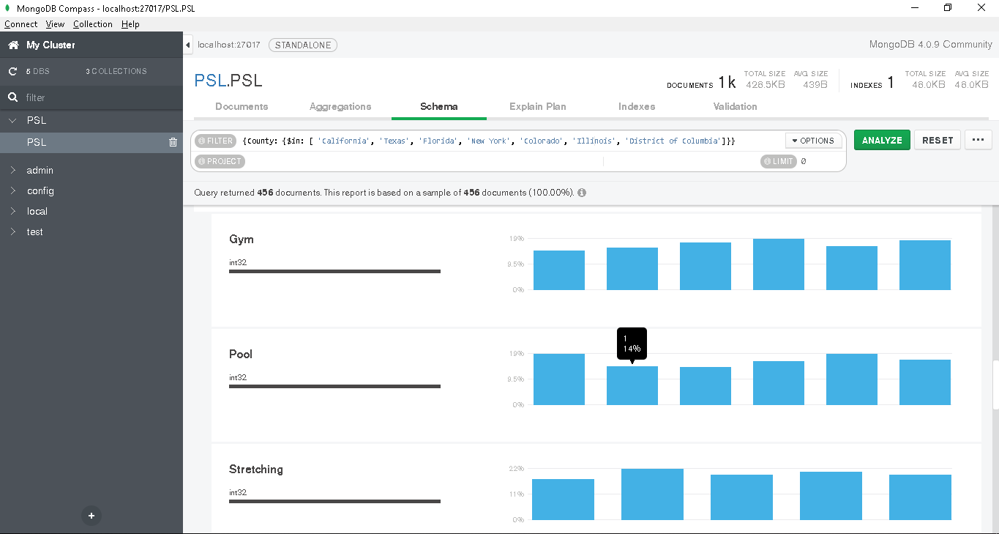 MongoDB Compass - localhost:27017/PSL.PSL
Connect View Collection Help
My Cluster
localhost:27017 STANDALONE
MongoDB 4.0.9 Community
5 DBS 3 COLLECTIONS
filter
PSL
PSL
admin
config
local
test
PSL.PSL
DOCUMENTS 1k TOTAL SIZE 428.5KB AVG. SIZE 439B INDEXES 1 TOTAL SIZE 48.0KB AVG. SIZE 48.0KB
Documents Aggregations Schema Explain Plan Indexes Validation
FILTER {County: {$in: [ 'California', 'Texas', 'Florida', 'New York', 'Colorado', 'Illinois', 'District of Columbia']}} OPTIONS ANALYZE RESET ...
PROJECT LIMIT 0
Query returned 456 documents. This report is based on a sample of 456 documents (100.00%).
Gym
int32
19%
9.5%
0%
Pool
int32
19%
9.5%
0%
1
14%
Stretching
int32
22%
11%
0%